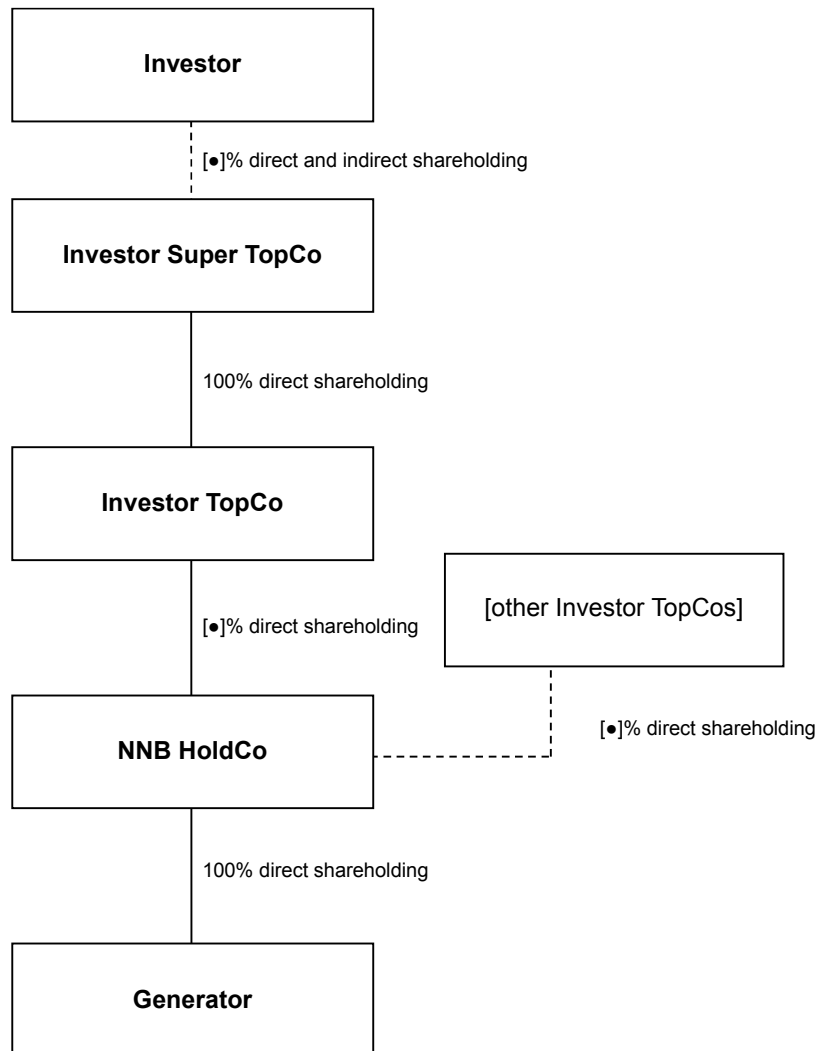 Investor
[●]% direct and indirect shareholding
Investor Super TopCo
100% direct shareholding
Investor TopCo
[other Investor TopCos]
[●]% direct shareholding
[●]% direct shareholding
NNB HoldCo
100% direct shareholding
Generator